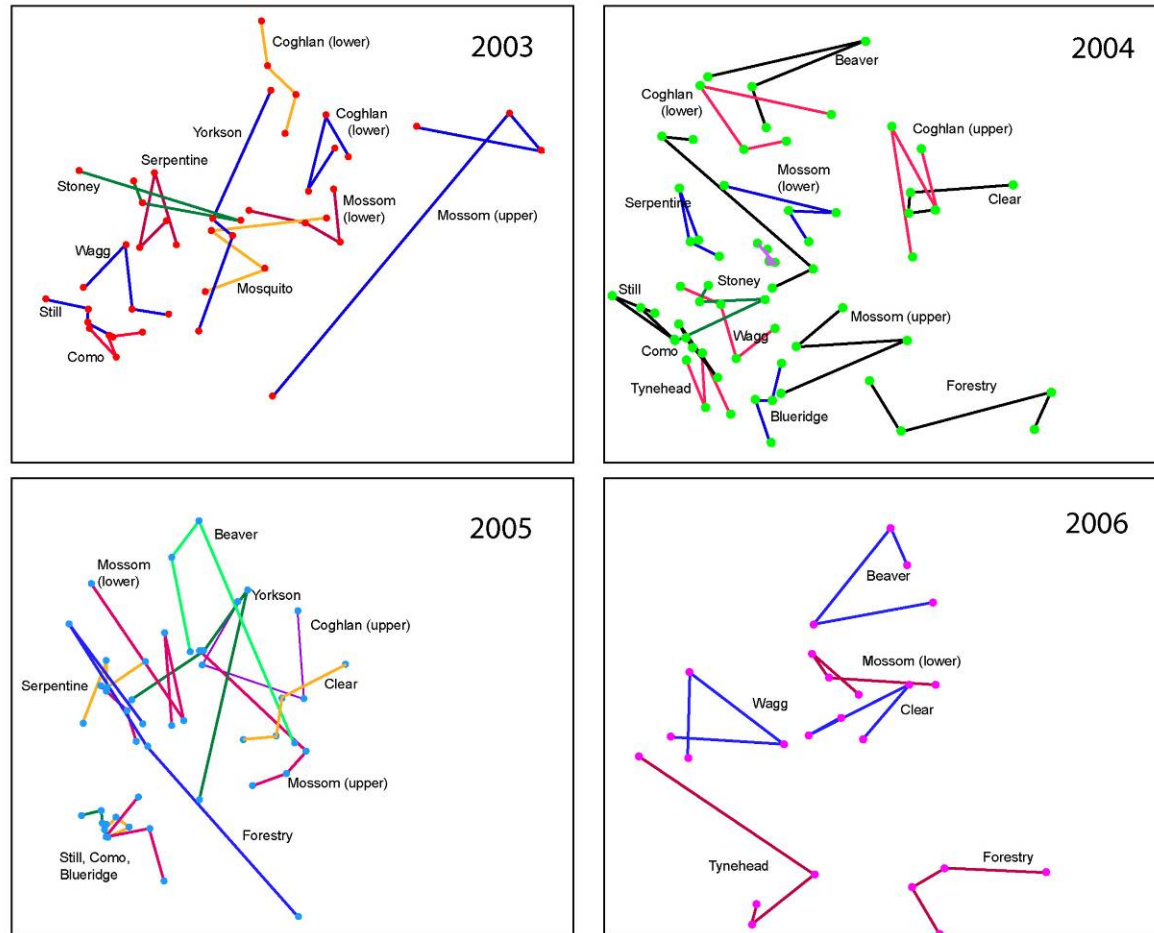 2003
Coghlan (lower)
Yorkson
Coghlan
(lower)
Serpentine
Stoney
Mossom
(lower)
Mossom (upper)
Wagg
Mosquito
Still
Como
2004
Beaver
Coghlan
(lower)
Coghlan (upper)
Mossom
(lower)
Clear
Serpentine
Stoney
Still
Mossom (upper)
Wagg
Como
Tynehead
Forestry
Blueridge
2005
Beaver
Mossom
(lower)
Yorkson
Coghlan (upper)
Serpentine
Clear
Mossom (upper)
Forestry
Still, Como,
Blueridge
2006
Beaver
Mossom (lower)
Wagg
Clear
Tynehead
Forestry